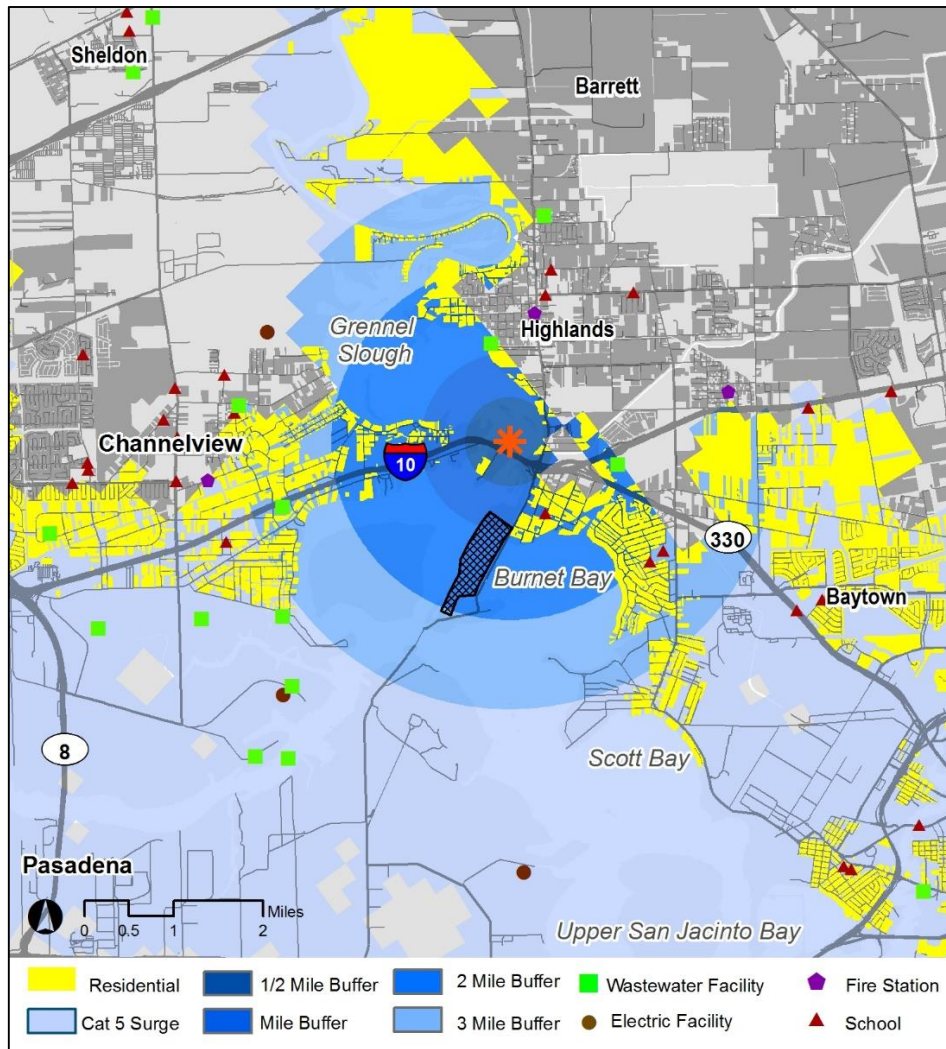 Sheldon
Barrett
Grennel
Slough
Highlands
Channelview
10
330
Burnet Bay
Baytown
8
Scott Bay
Pasadena
Miles
0 0.5 1 2
Upper San Jacinto Bay
Residential
1/2 Mile Buffer
2 Mile Buffer
Wastewater Facility
Fire Station
Cat 5 Surge
Mile Buffer
3 Mile Buffer
Electric Facility
School